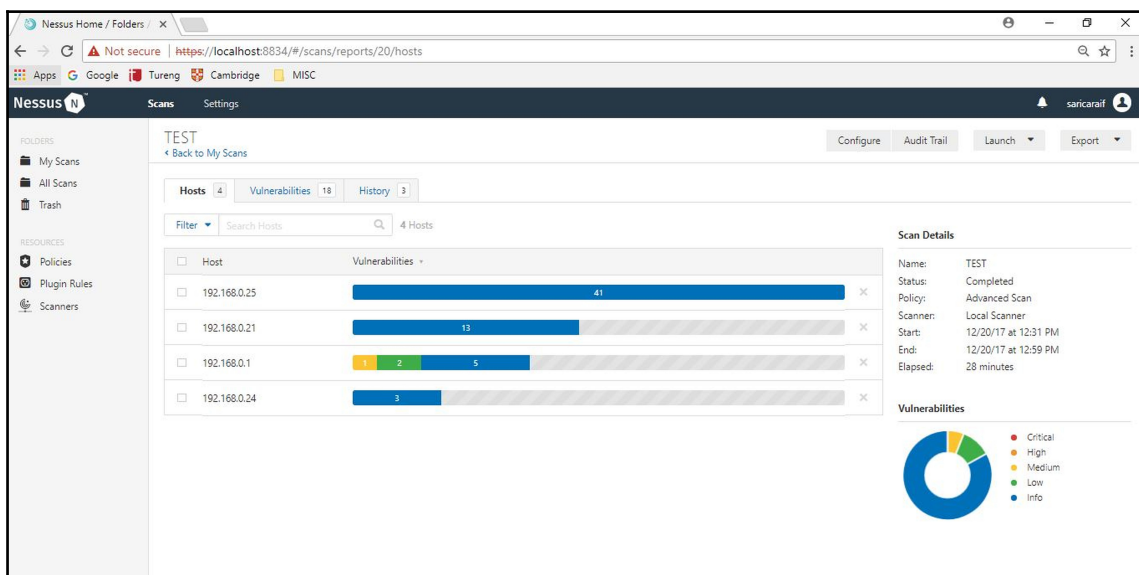 Nessus Home / Folders /
Not secure | https://localhost:8834/#/scans/reports/20/hosts
Apps Google Tureng Cambridge MISC
Nessus N Scans Settings saricaraif
FOLDERS
My Scans
All Scans
Trash
RESOURCES
Policies
Plugin Rules
Scanners
TEST
Back to My Scans
Configure Audit Trail Launch Export
Hosts 4 Vulnerabilities 18 History 3
Filter Search Hosts 4 Hosts
Host Vulnerabilities
192.168.0.25 41
192.168.0.21 13
192.168.0.1 1 2 5
192.168.0.24 3
Scan Details
Name: TEST
Status: Completed
Policy: Advanced Scan
Scanner: Local Scanner
Start: 12/20/17 at 12:31 PM
End: 12/20/17 at 12:59 PM
Elapsed: 28 minutes
Vulnerabilities
Critical
High
Medium
Low
Info